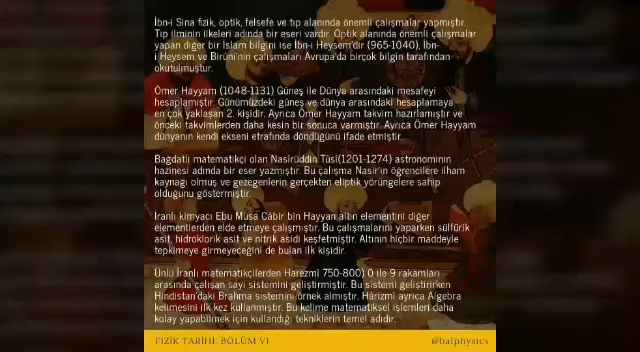 İbn-i Sina fizik, optik, felsefe ve tıp alanında önemli çalışmalar yapmıştır.
Tıp ilminin ilkeleri adında bir eseri vardır. Optik alanında önemli çalışmalar
yapan diğer bir İslam bilgini ise İbn-i Heysem'dir (965-1040). İbn-
i Heysem ve Birûni'nin çalışmaları Avrupa'da birçok bilgin tarafından
okutulmuştur.
Ömer Hayyam (1048-1131) Güneş ile Dünya arasındaki mesafeyi
hesaplamıştır. Günümüzdeki güneş ve dünya arasındaki hesaplamaya
en çok yaklaşan 2. kişidir. Ayrıca Ömer Hayyam takvim hazırlamıştır ve
önceki takvimlerden daha kesin bir sonuca varmıştır. Ayrıca Ömer Hayyam
dünyanın kendi ekseni etrafında döndüğünü ifade etmiştir.
Bağdatlı matematikçi olan Nasîrüddin Tûsî(1201-1274) astronominin
hazinesi adında bir eser yazmıştır. Bu çalışma Nasir'in öğrencilere ilham
kaynağı olmuş ve gezegenlerin gerçekten eliptik yörüngelere sahip
olduğunu göstermiştir.
İranlı kimyacı Ebu Mûsa Câbir bin Hayyan altın elementini diğer
elementlerden elde etmeye çalışmıştır. Bu çalışmalarını yaparken sülfürik
asit, hidroklorik asit ve nitrik asidi keşfetmiştir. Altının hiçbir maddeyle
tepkimeye girmeyeceğini de bulan ilk kişidir.
Ünlü İranlı matematikçilerden Harezmî 750-800) 0 ile 9 rakamları
arasında çalışan sayı sistemini geliştirmiştir. Bu sistemi geliştirirken
Hindistan'daki Brahma sistemini örnek almıştır. Hârizmî ayrıca Algebra
kelimesini ilk kez kullanmıştır. Bu kelime matematiksel işlemleri daha
kolay yapabilmek için kullandığı tekniklerin temel adıdır.
FİZİK TARİHİ: BÖLÜM VI
@balphysics